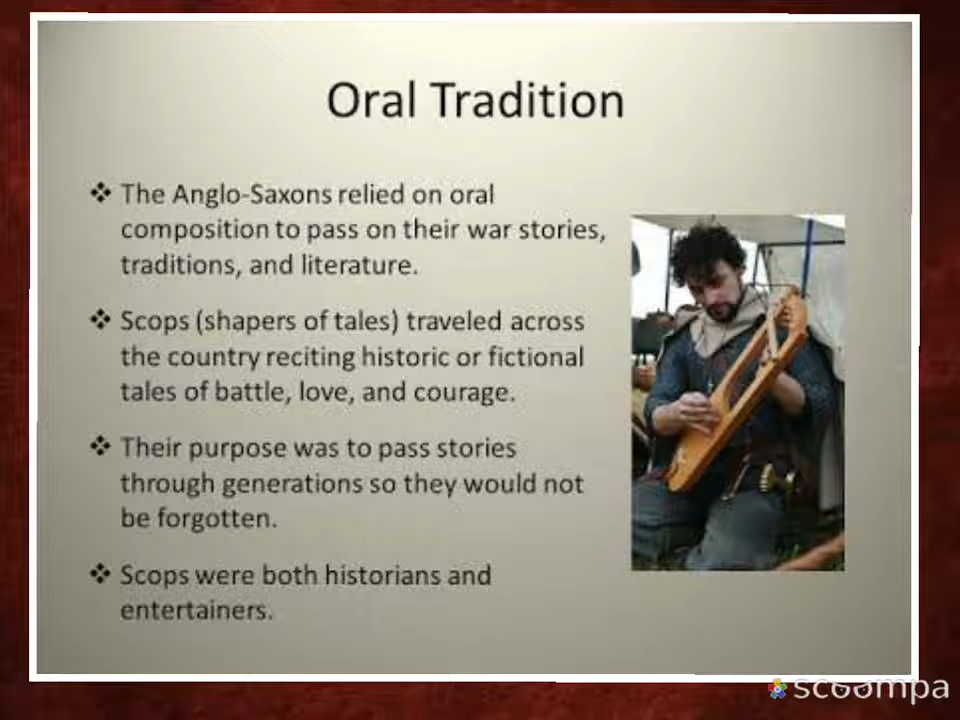 Oral Tradition
❖ The Anglo-Saxons relied on oral
composition to pass on their war stories,
traditions, and literature.
❖ Scops (shapers of tales) traveled across
the country reciting historic or fictional
tales of battle, love, and courage.
❖ Their purpose was to pass stories
through generations so they would not
be forgotten.
❖ Scops were both historians and
entertainers.
scoompa